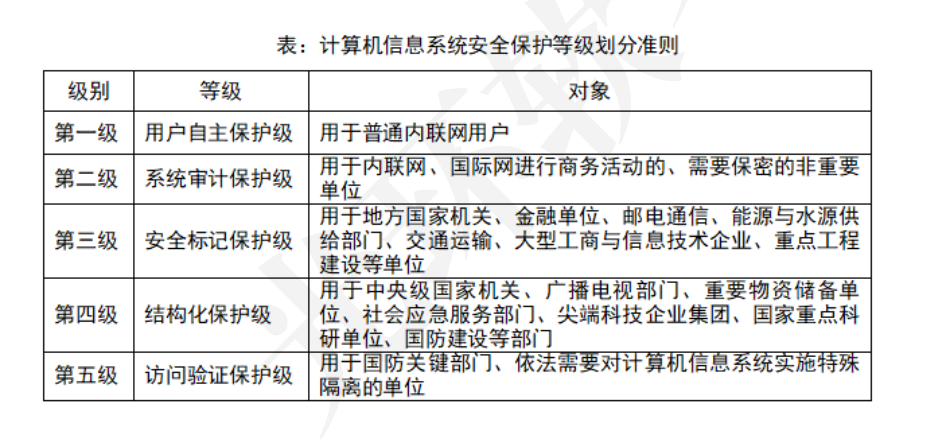 表：计算机信息系统安全保护等级划分准则
级别 等级 对象
第一级 用户自主保护级 用于普通内联网用户
第二级 系统审计保护级 用于内联网、国际网进行商务活动的、需要保密的非重要
单位
第三级 安全标记保护级 用于地方国家机关、金融单位、邮电通信、能源与水源供
给部门、交通运输、大型工商与信息技术企业、重点工程
建设等单位
第四级 结构化保护级 用于中央级国家机关、广播电视部门、重要物资储备单
位、社会应急服务部门、尖端科技企业集团、国家重点科
研单位、国防建设等部门
第五级 访问验证保护级 用于国防关键部门、依法需要对计算机信息系统实施特殊
隔离的单位